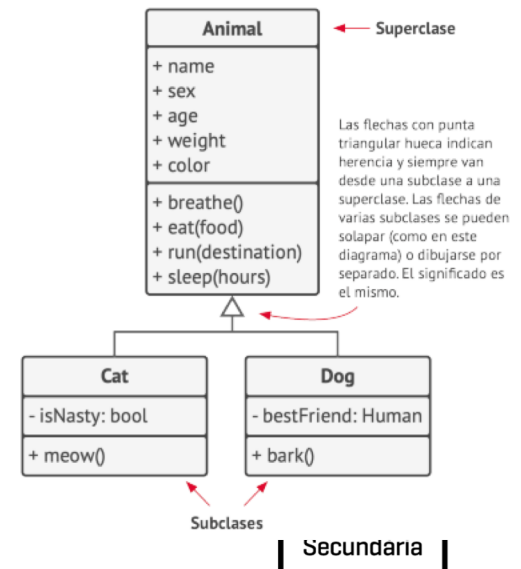 Animal
Superclase
+ name
+ sex
+ age
+ weight
+ color
+ breathe()
+ eat(food)
+ run(destination)
+ sleep(hours)
Las flechas con punta
triangular hueca indican
herencia y siempre van
desde una subclase a una
superclase. Las flechas de
varias subclases se pueden
solapar (como en este
diagrama) o dibujarse por
separado. El significado es
el mismo.
Cat
- isNasty: bool
+ meow()
Dog
- bestFriend: Human
+ bark()
Subclases
Secundaria